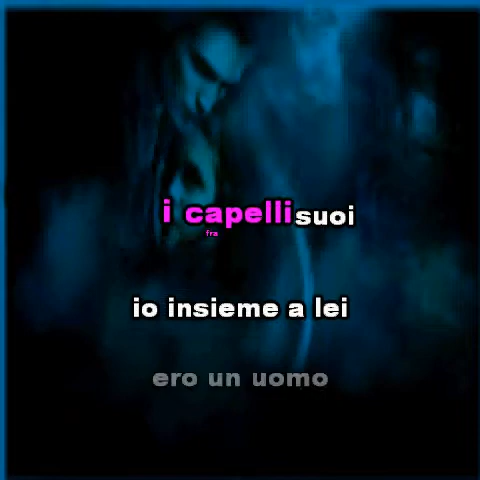 i capelli suoi
fra
io insieme a lei
ero un uomo